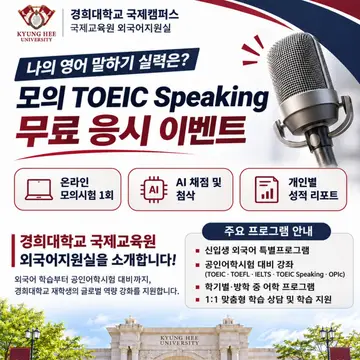 KYUNG HEE
UNIVERSITY
경희대학교 국제캠퍼스
국제교육원 외국어지원실
나의 영어 말하기 실력은?
모의 TOEIC Speaking
무료 응시 이벤트
온라인
모의시험 1회
AI
AI 채점 및
첨삭
개인별
성적 리포트
경희대학교 국제교육원
외국어지원실을 소개합니다!
외국어 학습부터 공인어학시험 대비까지,
경희대학교 재학생의 글로벌 역량 강화를 지원합니다.
주요 프로그램 안내
신입생 외국어 특별프로그램
공인어학시험 대비 강좌
(TOEIC · TOEFL · IELTS · TOEIC Speaking · OPIc)
학기별·방학 중 어학 프로그램
1:1 맞춤형 학습 상담 및 학습 지원
KYUNG HEE
UNIVERSITY